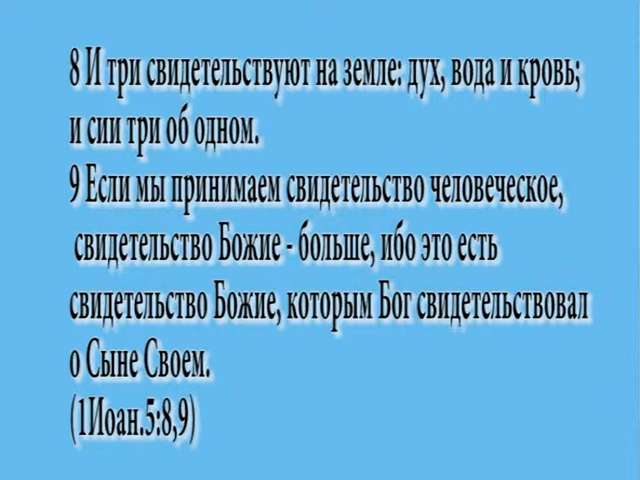 8 И три свидетельствуют на земле: дух, вода и кровь;
и сии три об одном.
9 Если мы принимаем свидетельство человеческое,
свидетельство Божие - больше, ибо это есть
свидетельство Божие, которым Бог свидетельствовал
о Сыне Своем.
(1Иоан.5:8,9)